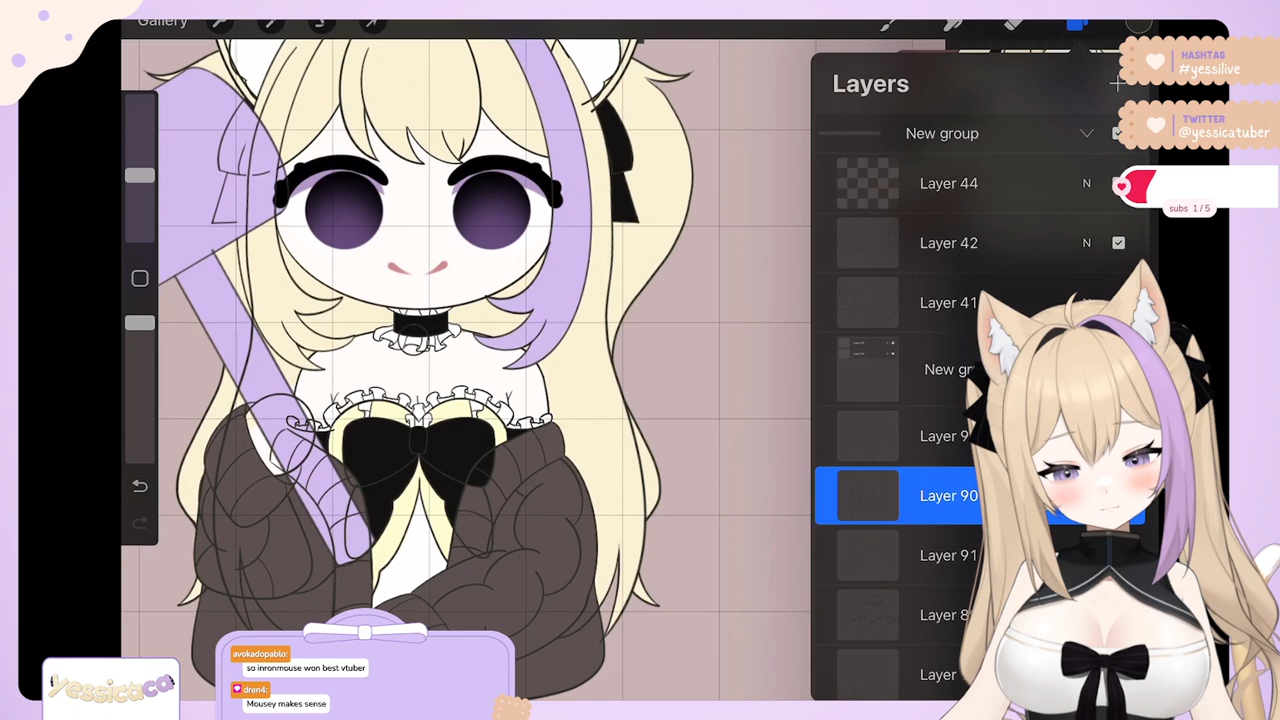 Gallery
Layers
HASHTAG
#yessilive
New group
TWITTER
@yessicatuber
Layer 44
N
subs 1/5
Layer 42
N
Layer 41
New gr
Layer 9
Layer 90
Layer 91
Layer 8
Layer
yessicaca
avokadopablo:
so inronmouse won best vtuber
dren4:
Mousey makes sense